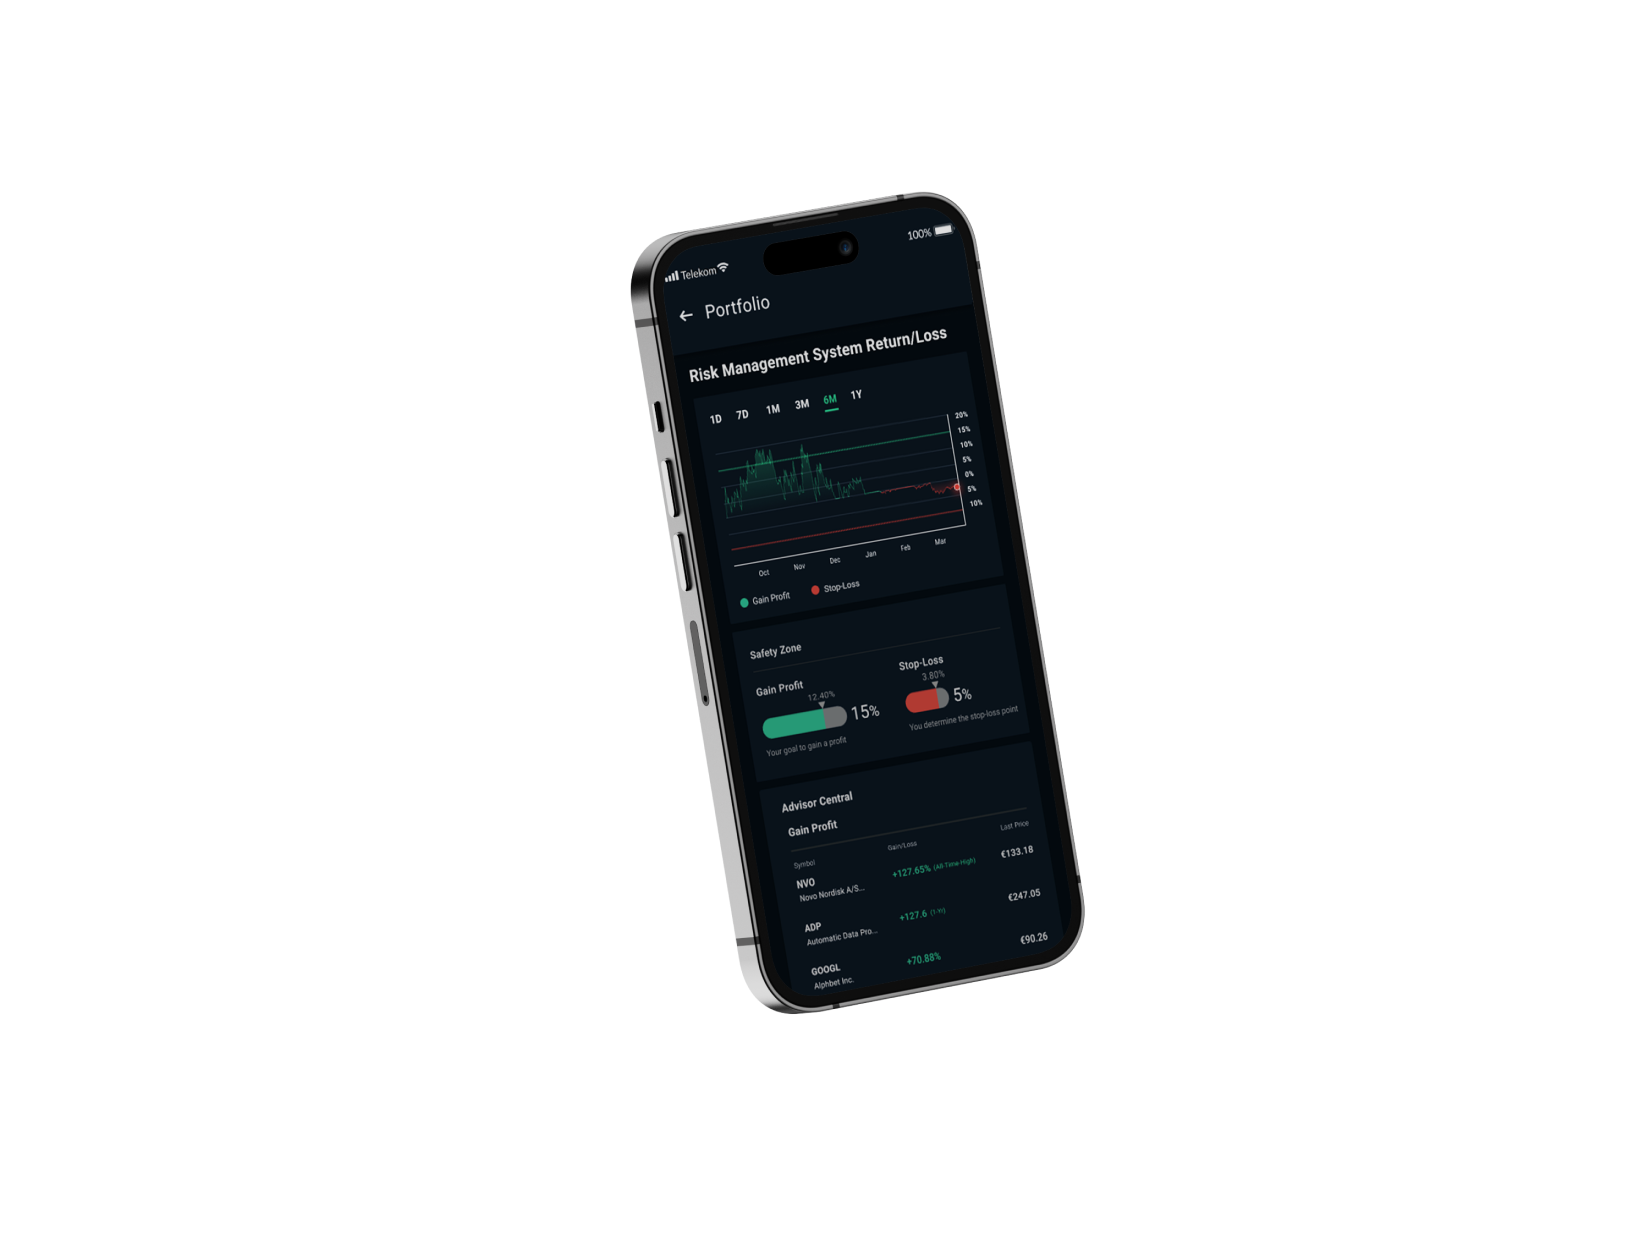 Telekom 100%
Portfolio
Risk Management System Return/Loss
1D 7D 1M 3M 6M 1Y
20%
15%
10%
5%
0%
5%
10%
Oct Nov Dec Jan Feb Mar
Gain Profit Stop-Loss
Safety Zone
Gain Profit Stop-Loss
12.40% 3.80%
15% 5%
Your goal to gain a profit You determine the stop-loss point
Advisor Central
Gain Profit
Symbol Gain/Loss Last Price
NVO +127.65% (All-Time-High) €133.18
Novo Nordisk A/S...
ADP +127.6 (1-Yr) €247.05
Automatic Data Pro...
GOOGL +70.88% €90.26
Alphbet Inc.